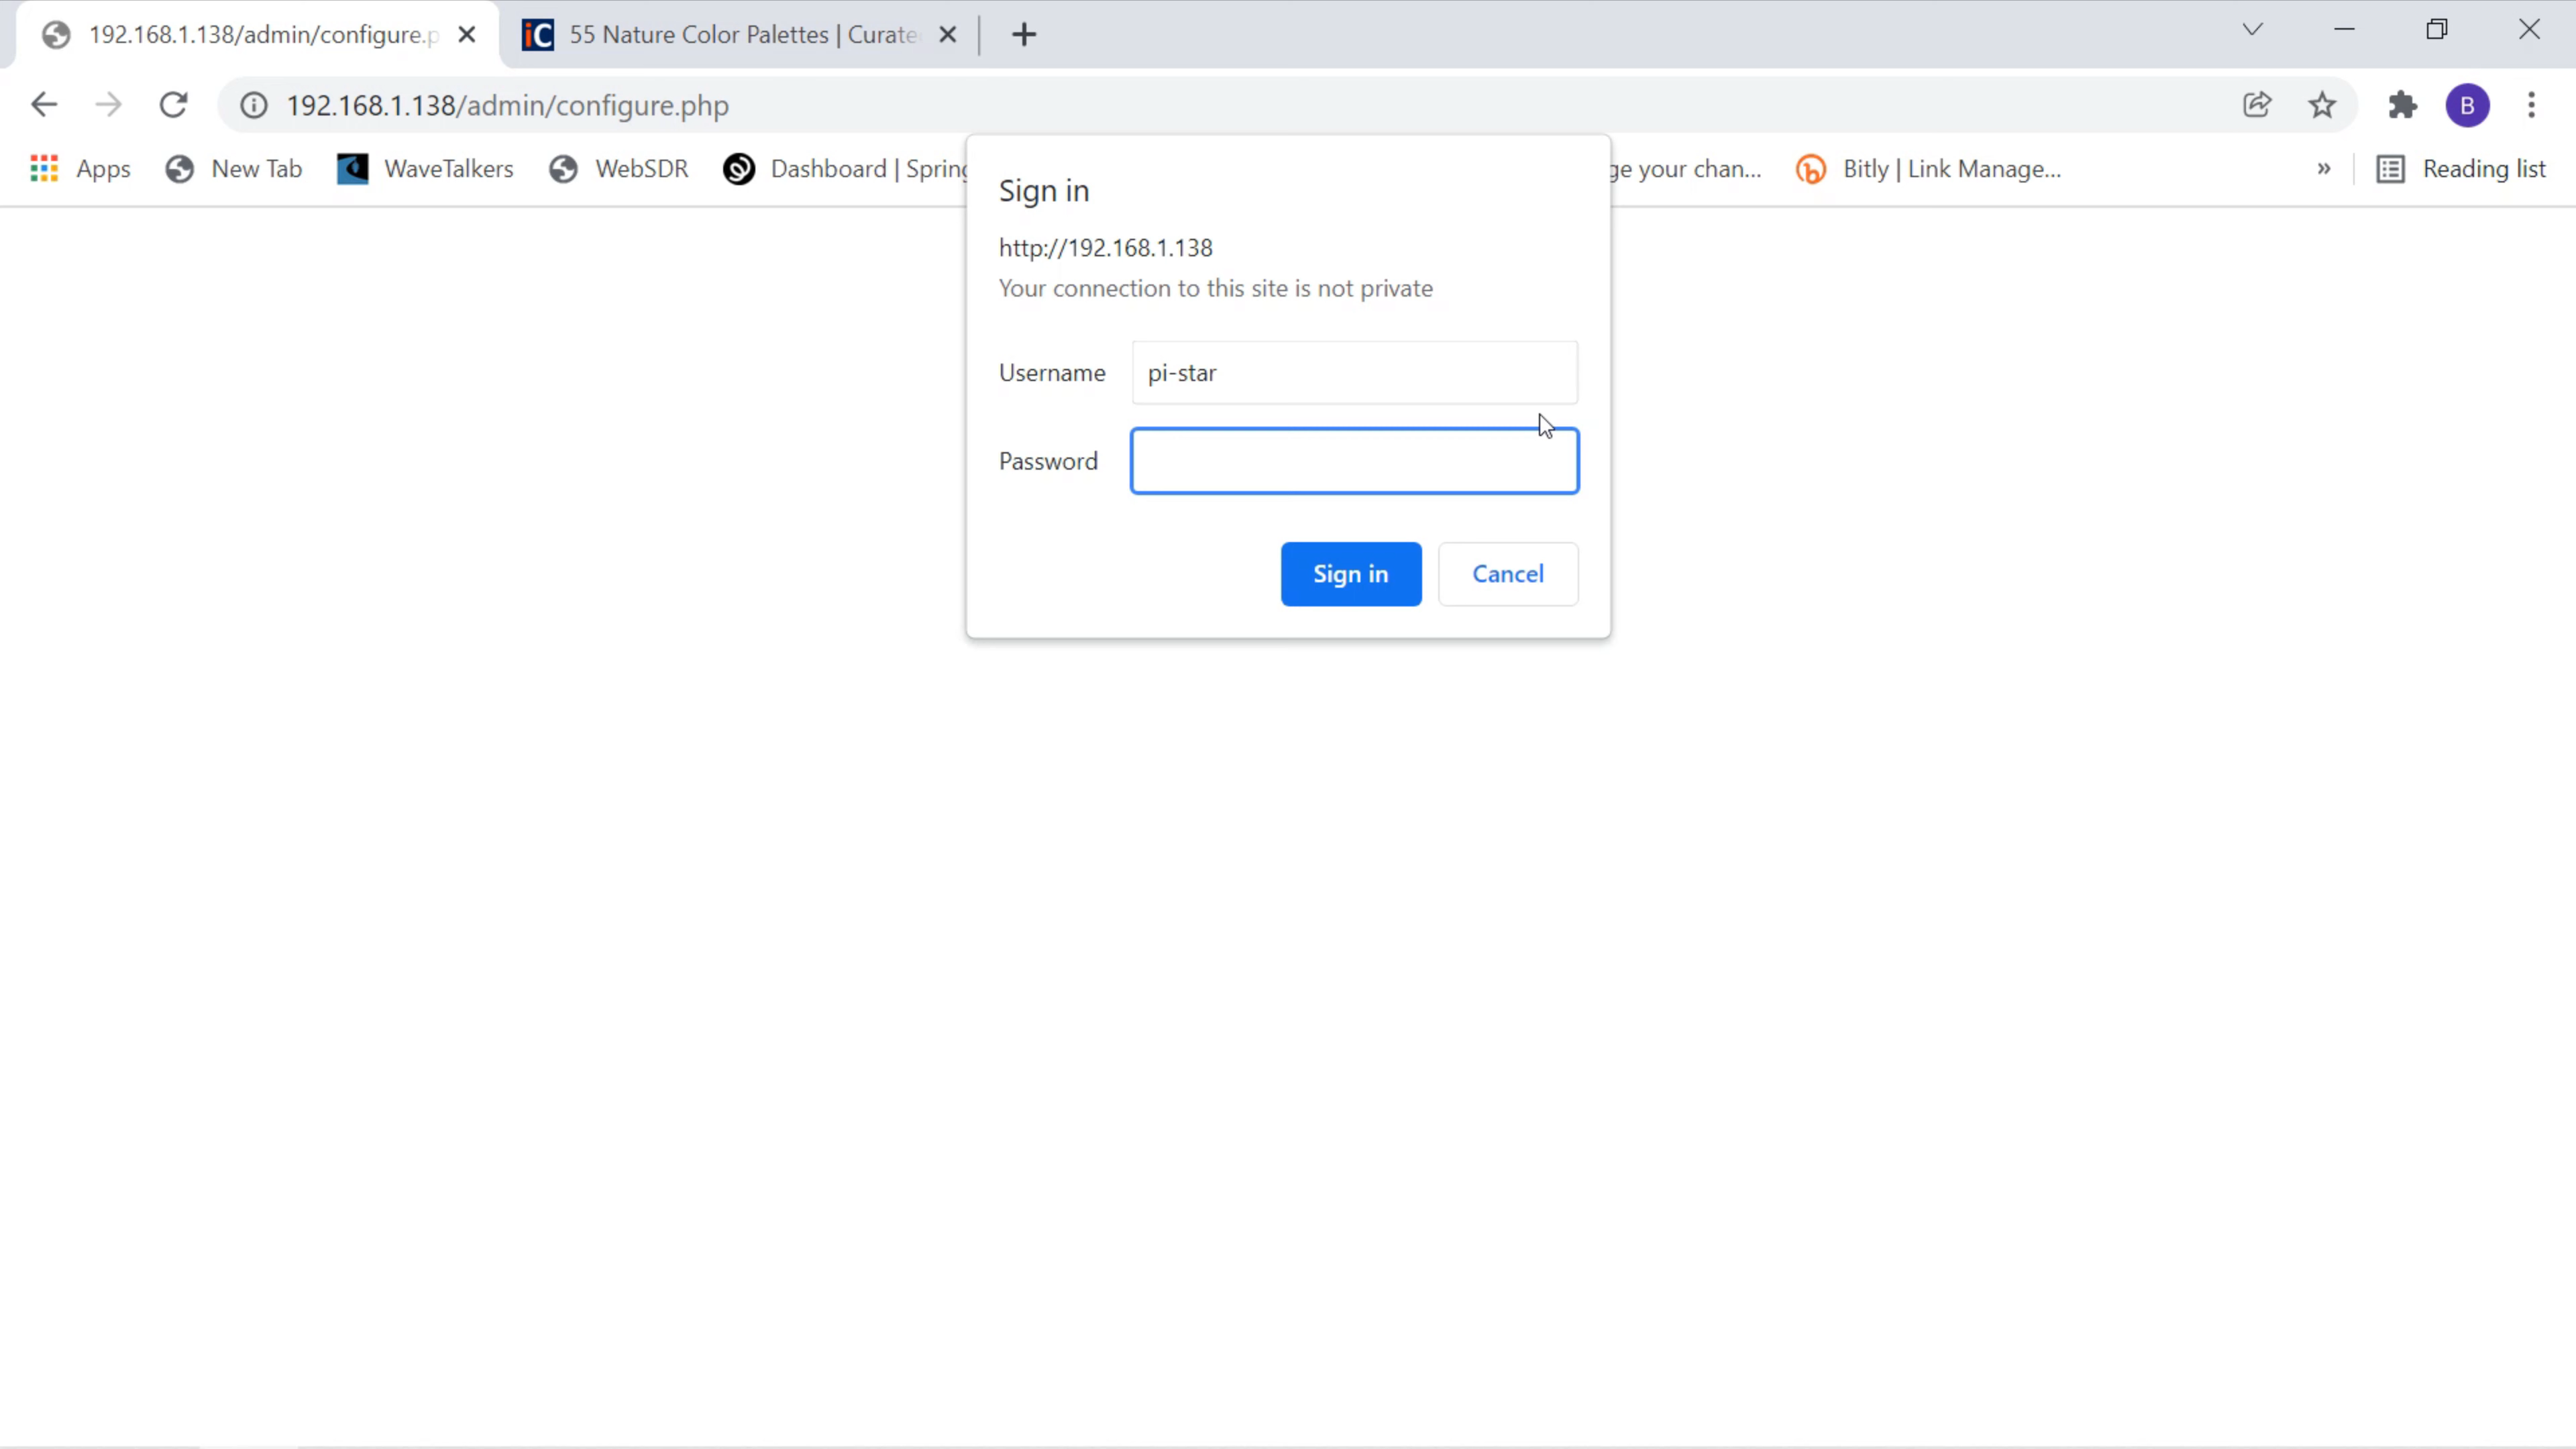 192.168.1.138/admin/configure.p
iC 55 Nature Color Palettes | Curate
192.168.1.138/admin/configure.php
B
Apps New Tab WaveTalkers WebSDR Dashboard | Spring ge your chan... Bitly | Link Manage... » Reading list
Sign in
http://192.168.1.138
Your connection to this site is not private
Username pi-star
Password
Sign in Cancel